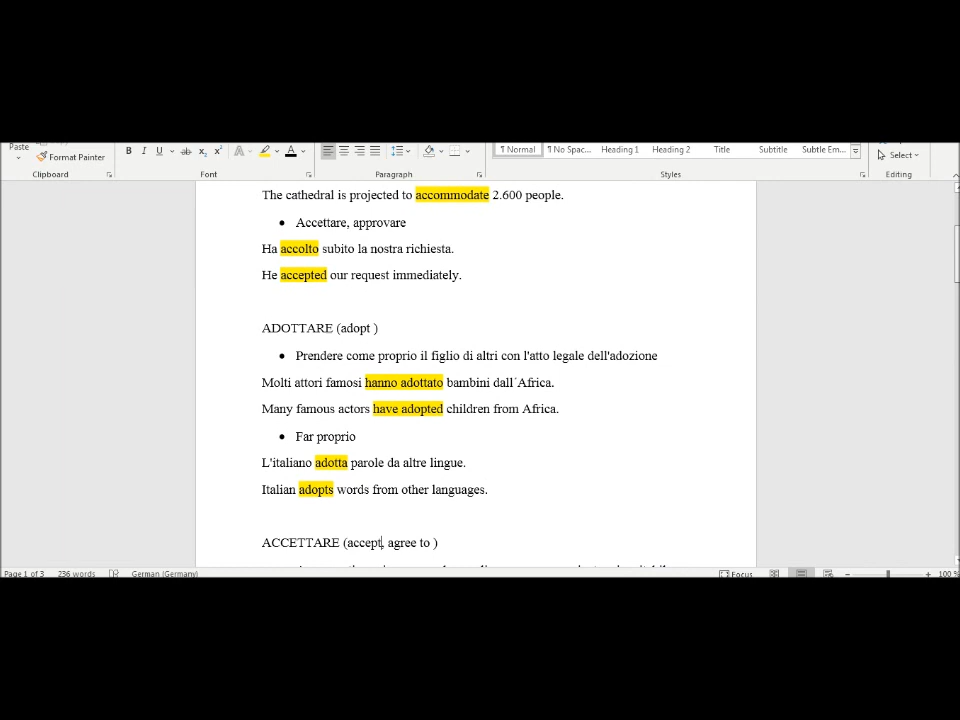 Paste
Format Painter
B I U ab x₂ x² A A
¶ Normal ¶ No Spac... Heading 1 Heading 2 Title Subtitle Subtle Em...
Select
Clipboard Font Paragraph Styles Editing
The cathedral is projected to accommodate 2.600 people.
• Accettare, approvare
Ha accolto subito la nostra richiesta.
He accepted our request immediately.
ADOTTARE (adopt )
• Prendere come proprio il figlio di altri con l'atto legale dell'adozione
Molti attori famosi hanno adottato bambini dall´Africa.
Many famous actors have adopted children from Africa.
• Far proprio
L'italiano adotta parole da altre lingue.
Italian adopts words from other languages.
ACCETTARE (accept, agree to )
Page 1 of 3 236 words German (Germany) Focus 100 %